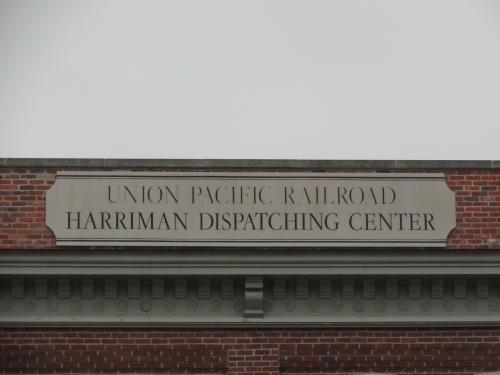 UNION PACIFIC RAILROAD
HARRIMAN DISPATCHING CENTER